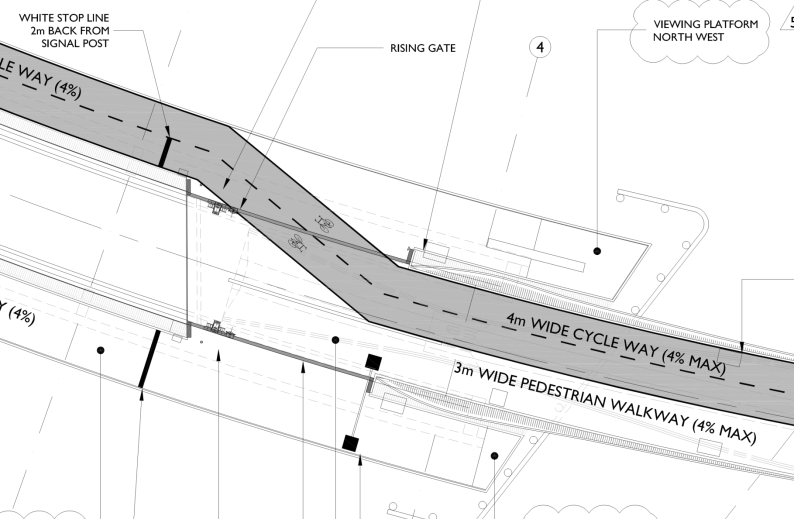 WHITE STOP LINE
2m BACK FROM
SIGNAL POST
RISING GATE
4
VIEWING PLATFORM
NORTH WEST
5
LE WAY (4%)
(4%)
4m WIDE CYCLE WAY (4% MAX)
3m WIDE PEDESTRIAN WALKWAY (4% MAX)